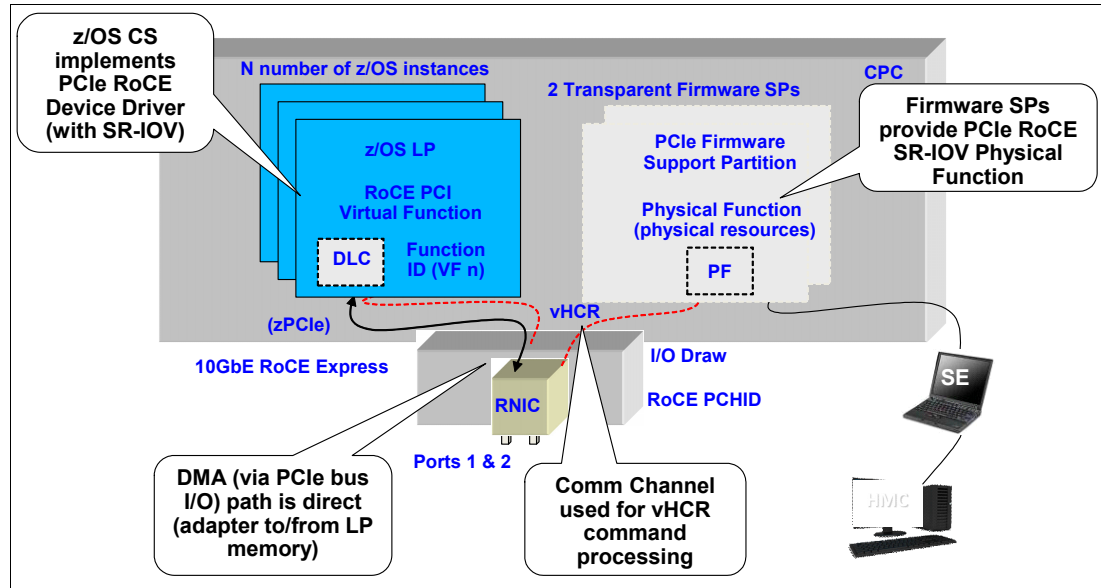 z/OS CS
implements
PCIe RoCE
Device Driver
(with SR-IOV)
N number of z/OS instances
z/OS LP
RoCE PCI
Virtual Function
DLC
Function
ID (VF n)
(zPCIe)
2 Transparent Firmware SPs
CPC
PCIe Firmware
Support Partition
Physical Function
(physical resources)
PF
Firmware SPs
provide PCIe RoCE
SR-IOV Physical
Function
vHCR
10GbE RoCE Express
I/O Draw
RNIC
RoCE PCHID
Ports 1 & 2
SE
HMC
DMA (via PCIe bus
I/O) path is direct
(adapter to/from LP
memory)
Comm Channel
used for vHCR
command
processing